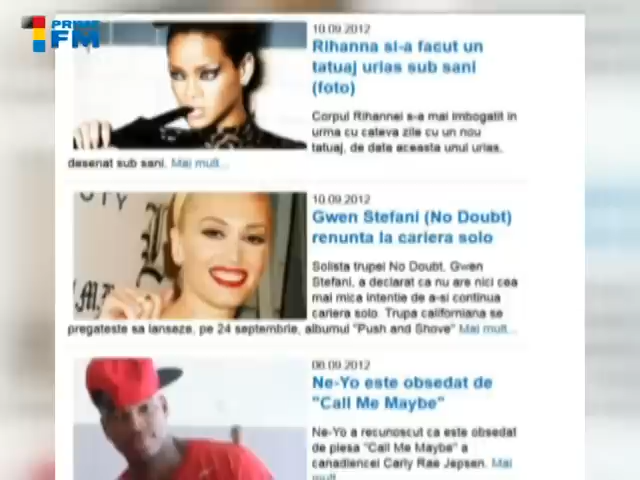 PRIME
FM
10.09.2012
Rihanna si-a facut un
tatuaj urias sub sani
(foto)
Corpul Rihannei s-a mai imbogatit in
urma cu cateva zile cu un nou
tatuaj, de data aceasta unul urias,
desenat sub sani. Mai mult...
10.09.2012
Gwen Stefani (No Doubt)
renunta la cariera solo
Solista trupei No Doubt, Gwen
Stefani, a declarat ca nu are nici cea
mai mica intentie de a-si continua
cariera solo. Trupa californiana se
pregateste sa lanseze, pe 24 septembrie, albumul "Push and Shove" Mai mult...
06.09.2012
Ne-Yo este obsedat de
"Call Me Maybe"
Ne-Yo a recunoscut ca este obsedat
de piesa "Call Me Maybe" a
canadiencei Carly Rae Jepsen. Mai
mult...